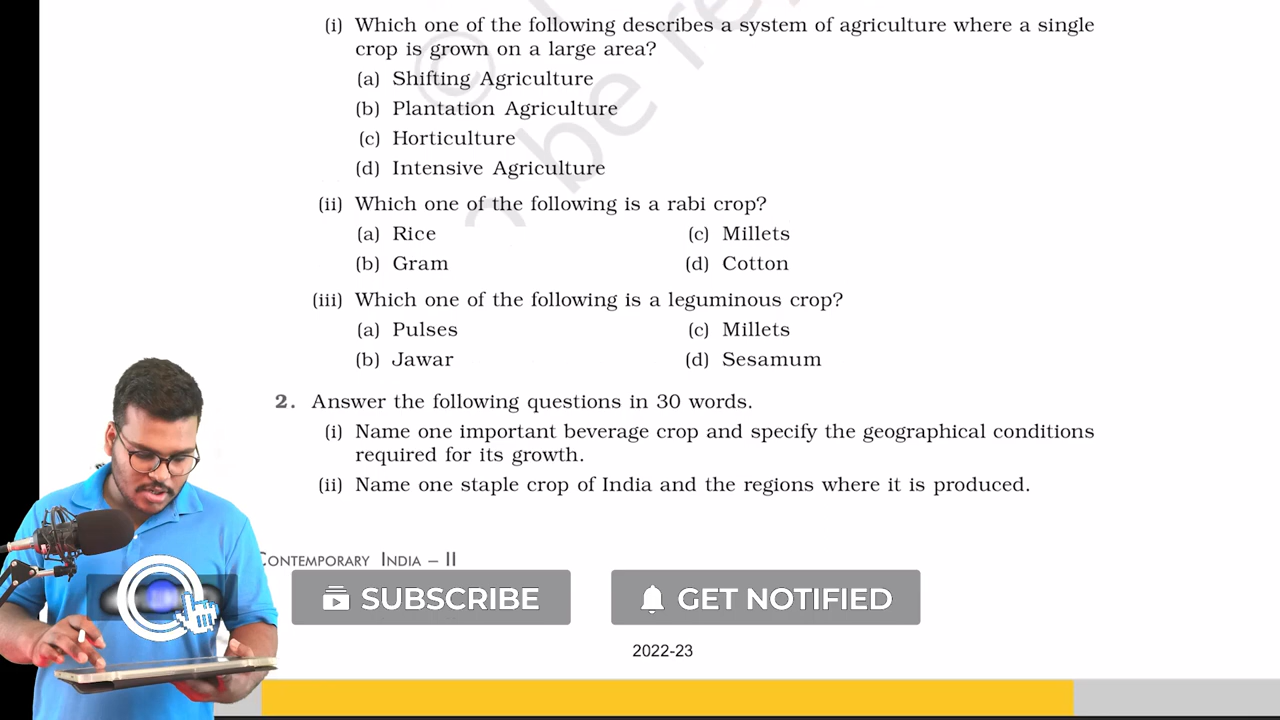 (i) Which one of the following describes a system of agriculture where a single
crop is grown on a large area?
(a) Shifting Agriculture
(b) Plantation Agriculture
(c) Horticulture
(d) Intensive Agriculture
(ii) Which one of the following is a rabi crop?
(a) Rice (c) Millets
(b) Gram (d) Cotton
(iii) Which one of the following is a leguminous crop?
(a) Pulses (c) Millets
(b) Jawar (d) Sesamum
2. Answer the following questions in 30 words.
(i) Name one important beverage crop and specify the geographical conditions
required for its growth.
(ii) Name one staple crop of India and the regions where it is produced.
CONTEMPORARY INDIA – II
SUBSCRIBE GET NOTIFIED
2022-23
© 
be re